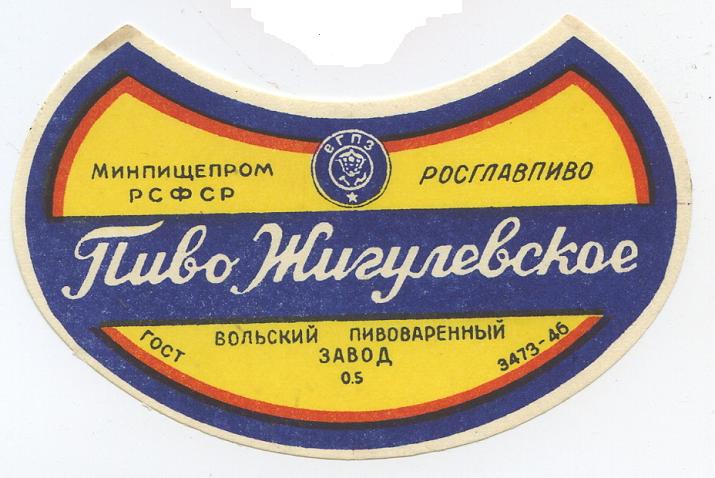 ЕГПЗ
МИНПИЩЕПРОМ
РСФСР
РОСГЛАВПИВО
Пиво Жигулевское
ВОЛЬСКИЙ ПИВОВАРЕННЫЙ
ЗАВОД
0.5
ГОСТ 3473-46